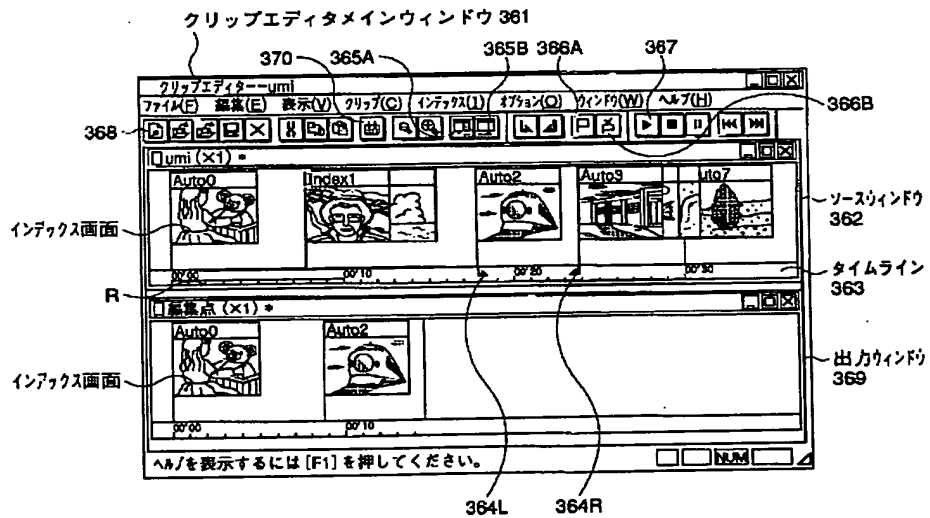 クリップエディタメインウィンドウ 361
370
365A
365B
366A
367
366B
368
クリップエディター--umi
ファイル(F) 編集(E) 表示(V) クリップ(C) インデックス(I) オプション(O) ウィンドウ(W) ヘルプ(H)
umi (×1) *
Auto0
Index1
Auto2
Auto3
uto7
インデックス画面
ソースウィンドウ
362
00'00
00'10
00'20
00'30
タイムライン
363
R
編集点 (×1) *
Auto0
Auto2
インデックス画面
出力ウィンドウ
369
00'00
00'10
ヘルプを表示するには [F1] を押してください。
NUM
364L
364R